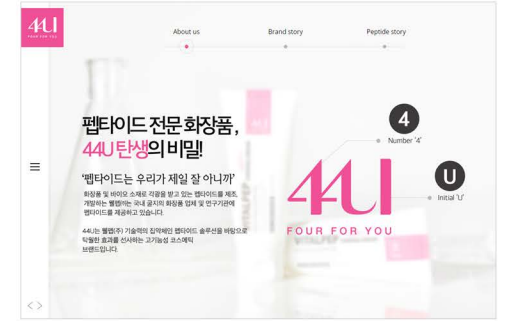 44U
FOUR FOR YOU
About us
Brand story
Peptide story
펩타이드 전문 화장품,
44U 탄생의 비밀!
‘펩타이드는 우리가 제일 잘 아니까’
화장품 및 바이오 소재로 각광을 받고 있는 펩타이드를 제조,
개발하는 웰펩에는 국내 굴지의 화장품 업체 및 연구기관에
펩타이드를 제공하고 있습니다.
44U는 웰펩(주) 기술력의 집약체인 펩타이드 솔루션을 바탕으로
탁월한 효과를 선사하는 고기능성 코스메틱
브랜드입니다.
4
Number '4'
44U
FOUR FOR YOU
U
Initial 'U'
44U
VITALPEP